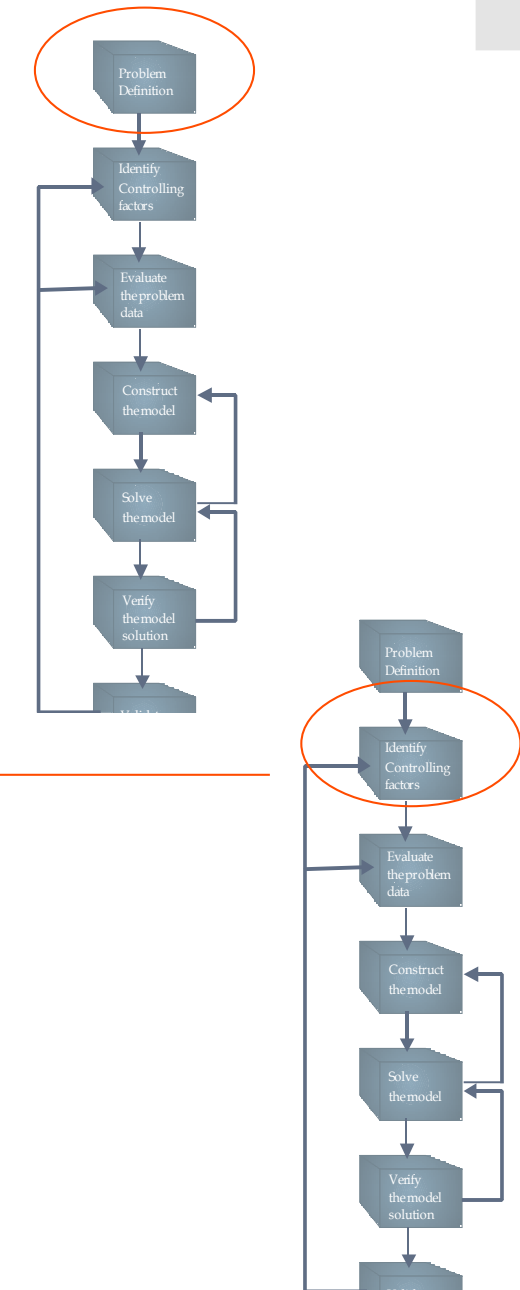 Problem
Definition
Identify
Controlling
factors
Evaluate
the problem
data
Construct
the model
Solve
the model
Verify
the model
solution
Problem
Definition
Identify
Controlling
factors
Evaluate
the problem
data
Construct
the model
Solve
the model
Verify
the model
solution